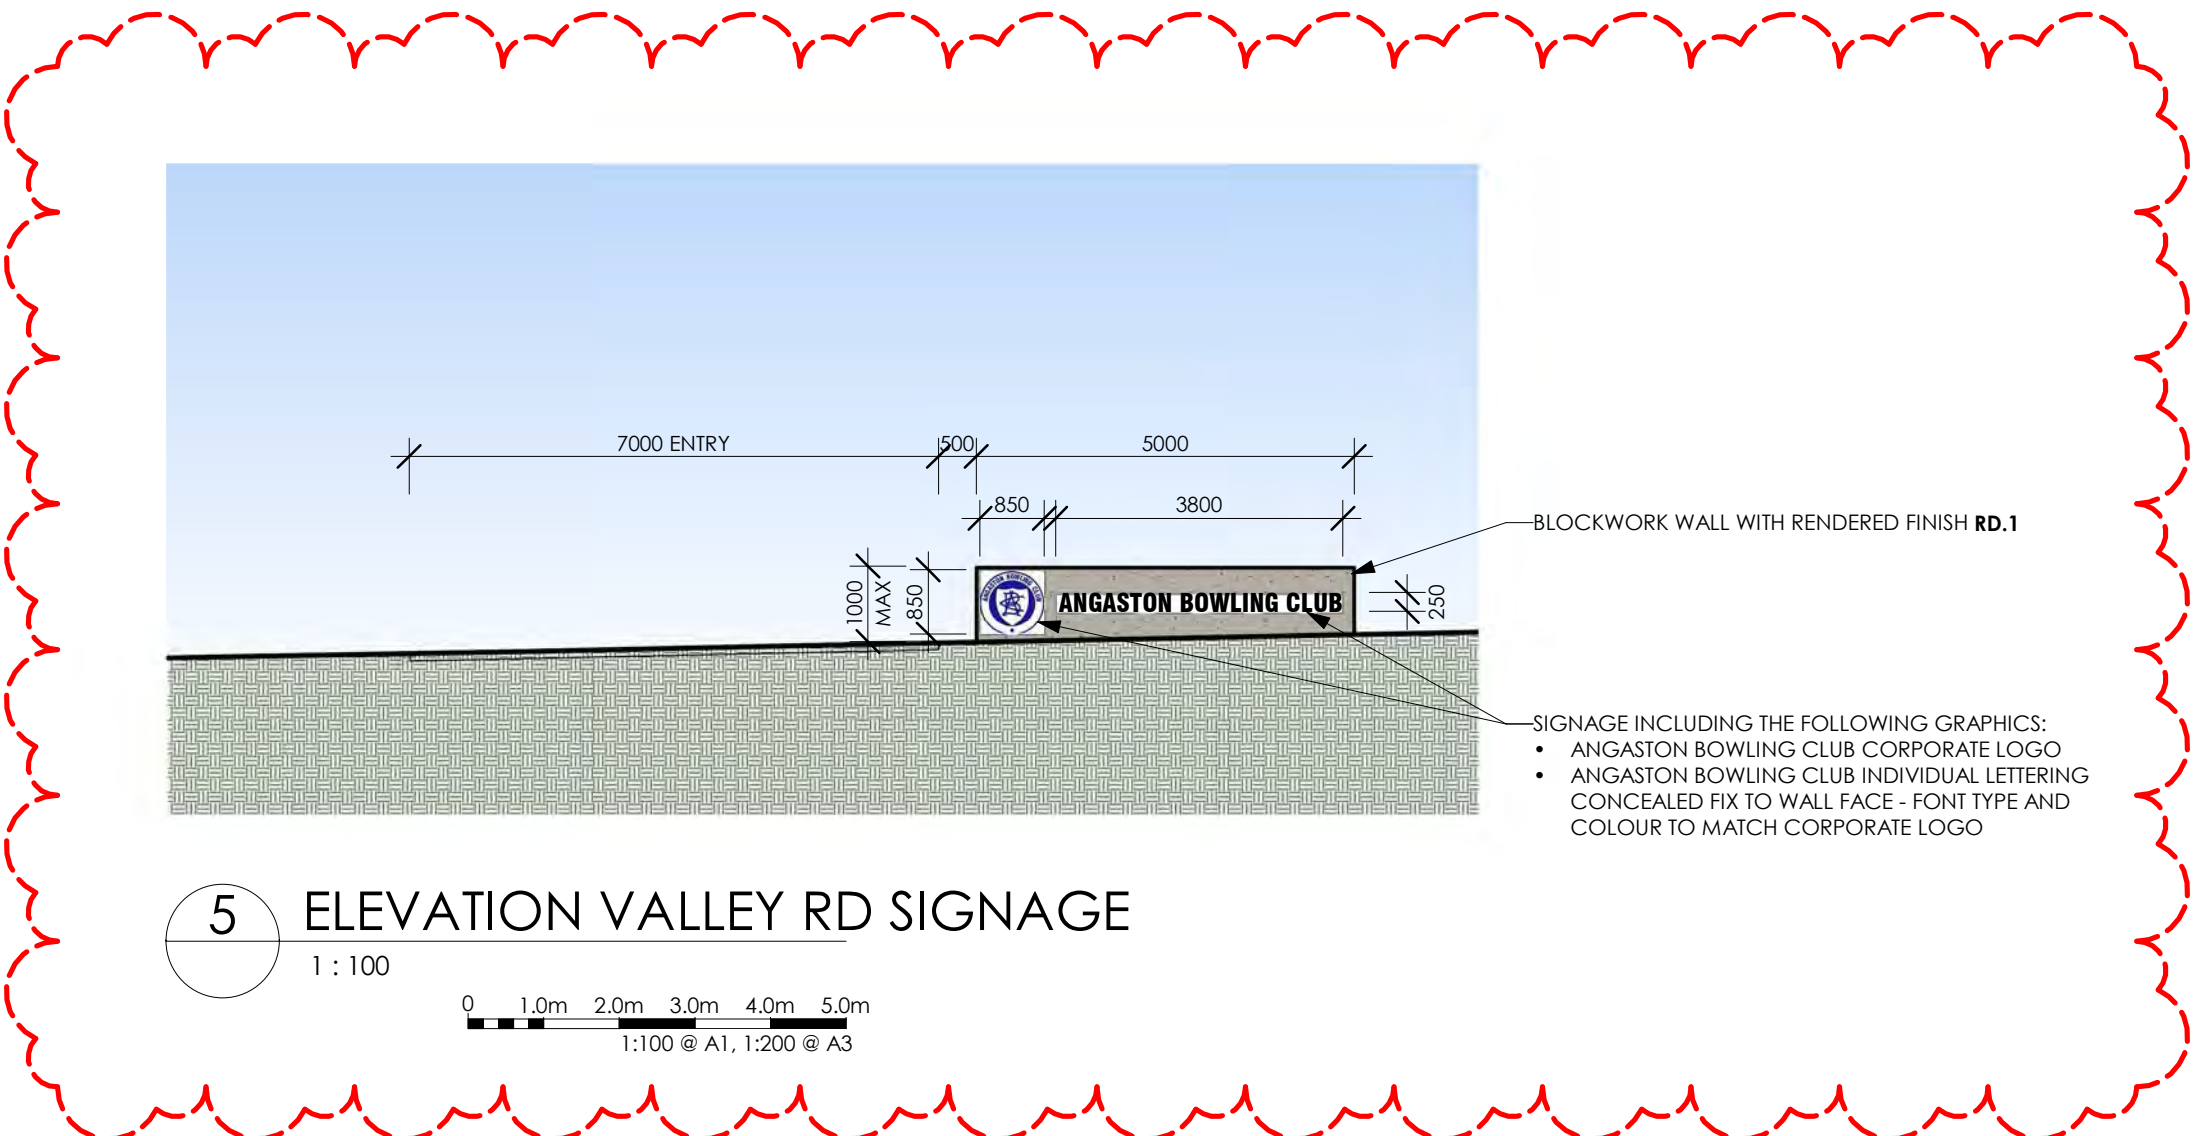 7000 ENTRY
500
5000
850
3800
BLOCKWORK WALL WITH RENDERED FINISH RD.1
1000
MAX
850
ANGASTON BOWLING CLUB
ANGASTON BOWLING CLUB
250
SIGNAGE INCLUDING THE FOLLOWING GRAPHICS:
• ANGASTON BOWLING CLUB CORPORATE LOGO
• ANGASTON BOWLING CLUB INDIVIDUAL LETTERING
CONCEALED FIX TO WALL FACE - FONT TYPE AND
COLOUR TO MATCH CORPORATE LOGO
5
ELEVATION VALLEY RD SIGNAGE
1 : 100
0 1.0m 2.0m 3.0m 4.0m 5.0m
1:100 @ A1, 1:200 @ A3